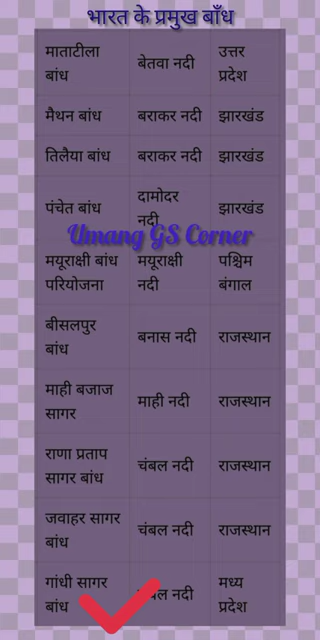 भारत के प्रमुख बाँध
माताटीला बेतवा नदी उत्तर
बांध प्रदेश
मैथन बांध बराकर नदी झारखंड
तिलैया बांध बराकर नदी झारखंड
पंचेत बांध दामोदर झारखंड
नदी
Umang GS Corner
मयूराक्षी बांध मयूराक्षी पश्चिम
परियोजना नदी बंगाल
बीसलपुर बनास नदी राजस्थान
बांध
माही बजाज माही नदी राजस्थान
सागर
राणा प्रताप चंबल नदी राजस्थान
सागर बांध
जवाहर सागर चंबल नदी राजस्थान
बांध
गांधी सागर नदी मध्य
बांध प्रदेश